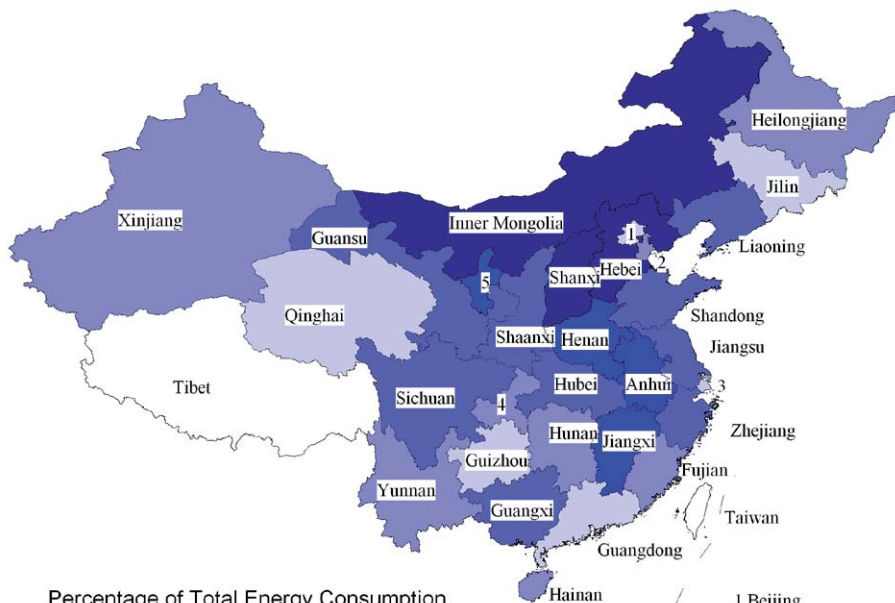 Heilongjiang
Jilin
Xinjiang
Inner Mongolia
Guansu
1
Liaoning
2
Shanxi
Hebei
5
Qinghai
Shandong
Shaanxi
Henan
Jiangsu
Tibet
Hubei
Anhui
3
Sichuan
4
Zhejiang
Hunan
Jiangxi
Guizhou
Fujian
Yunnan
Guangxi
Taiwan
Guangdong
Hainan
Percentage of Total Energy Consumption
1 Beijing